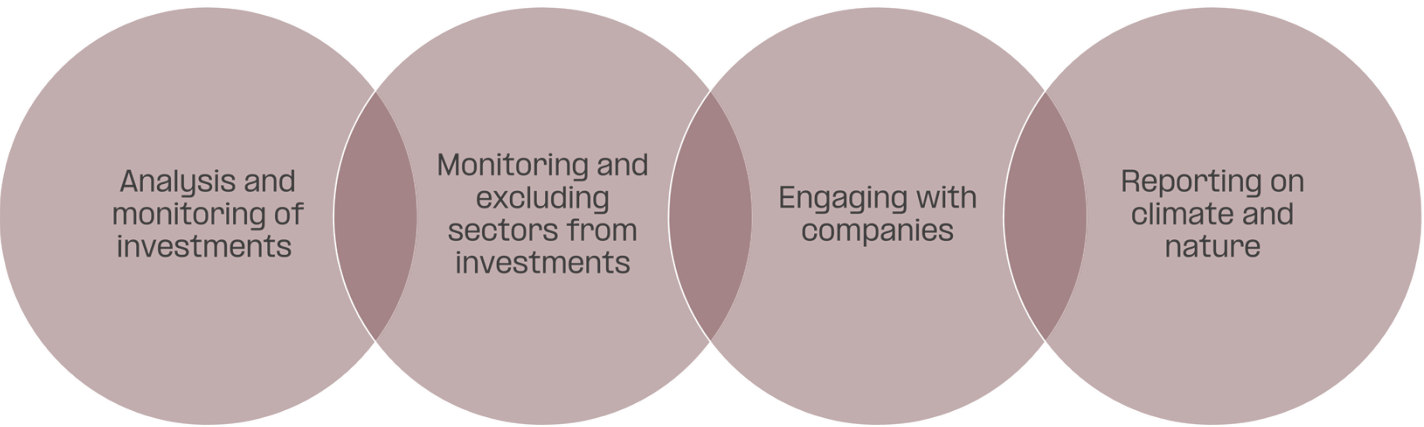 Analysis and
monitoring of
investments
Monitoring and
excluding
sectors from
investments
Engaging with
companies
Reporting on
climate and
nature